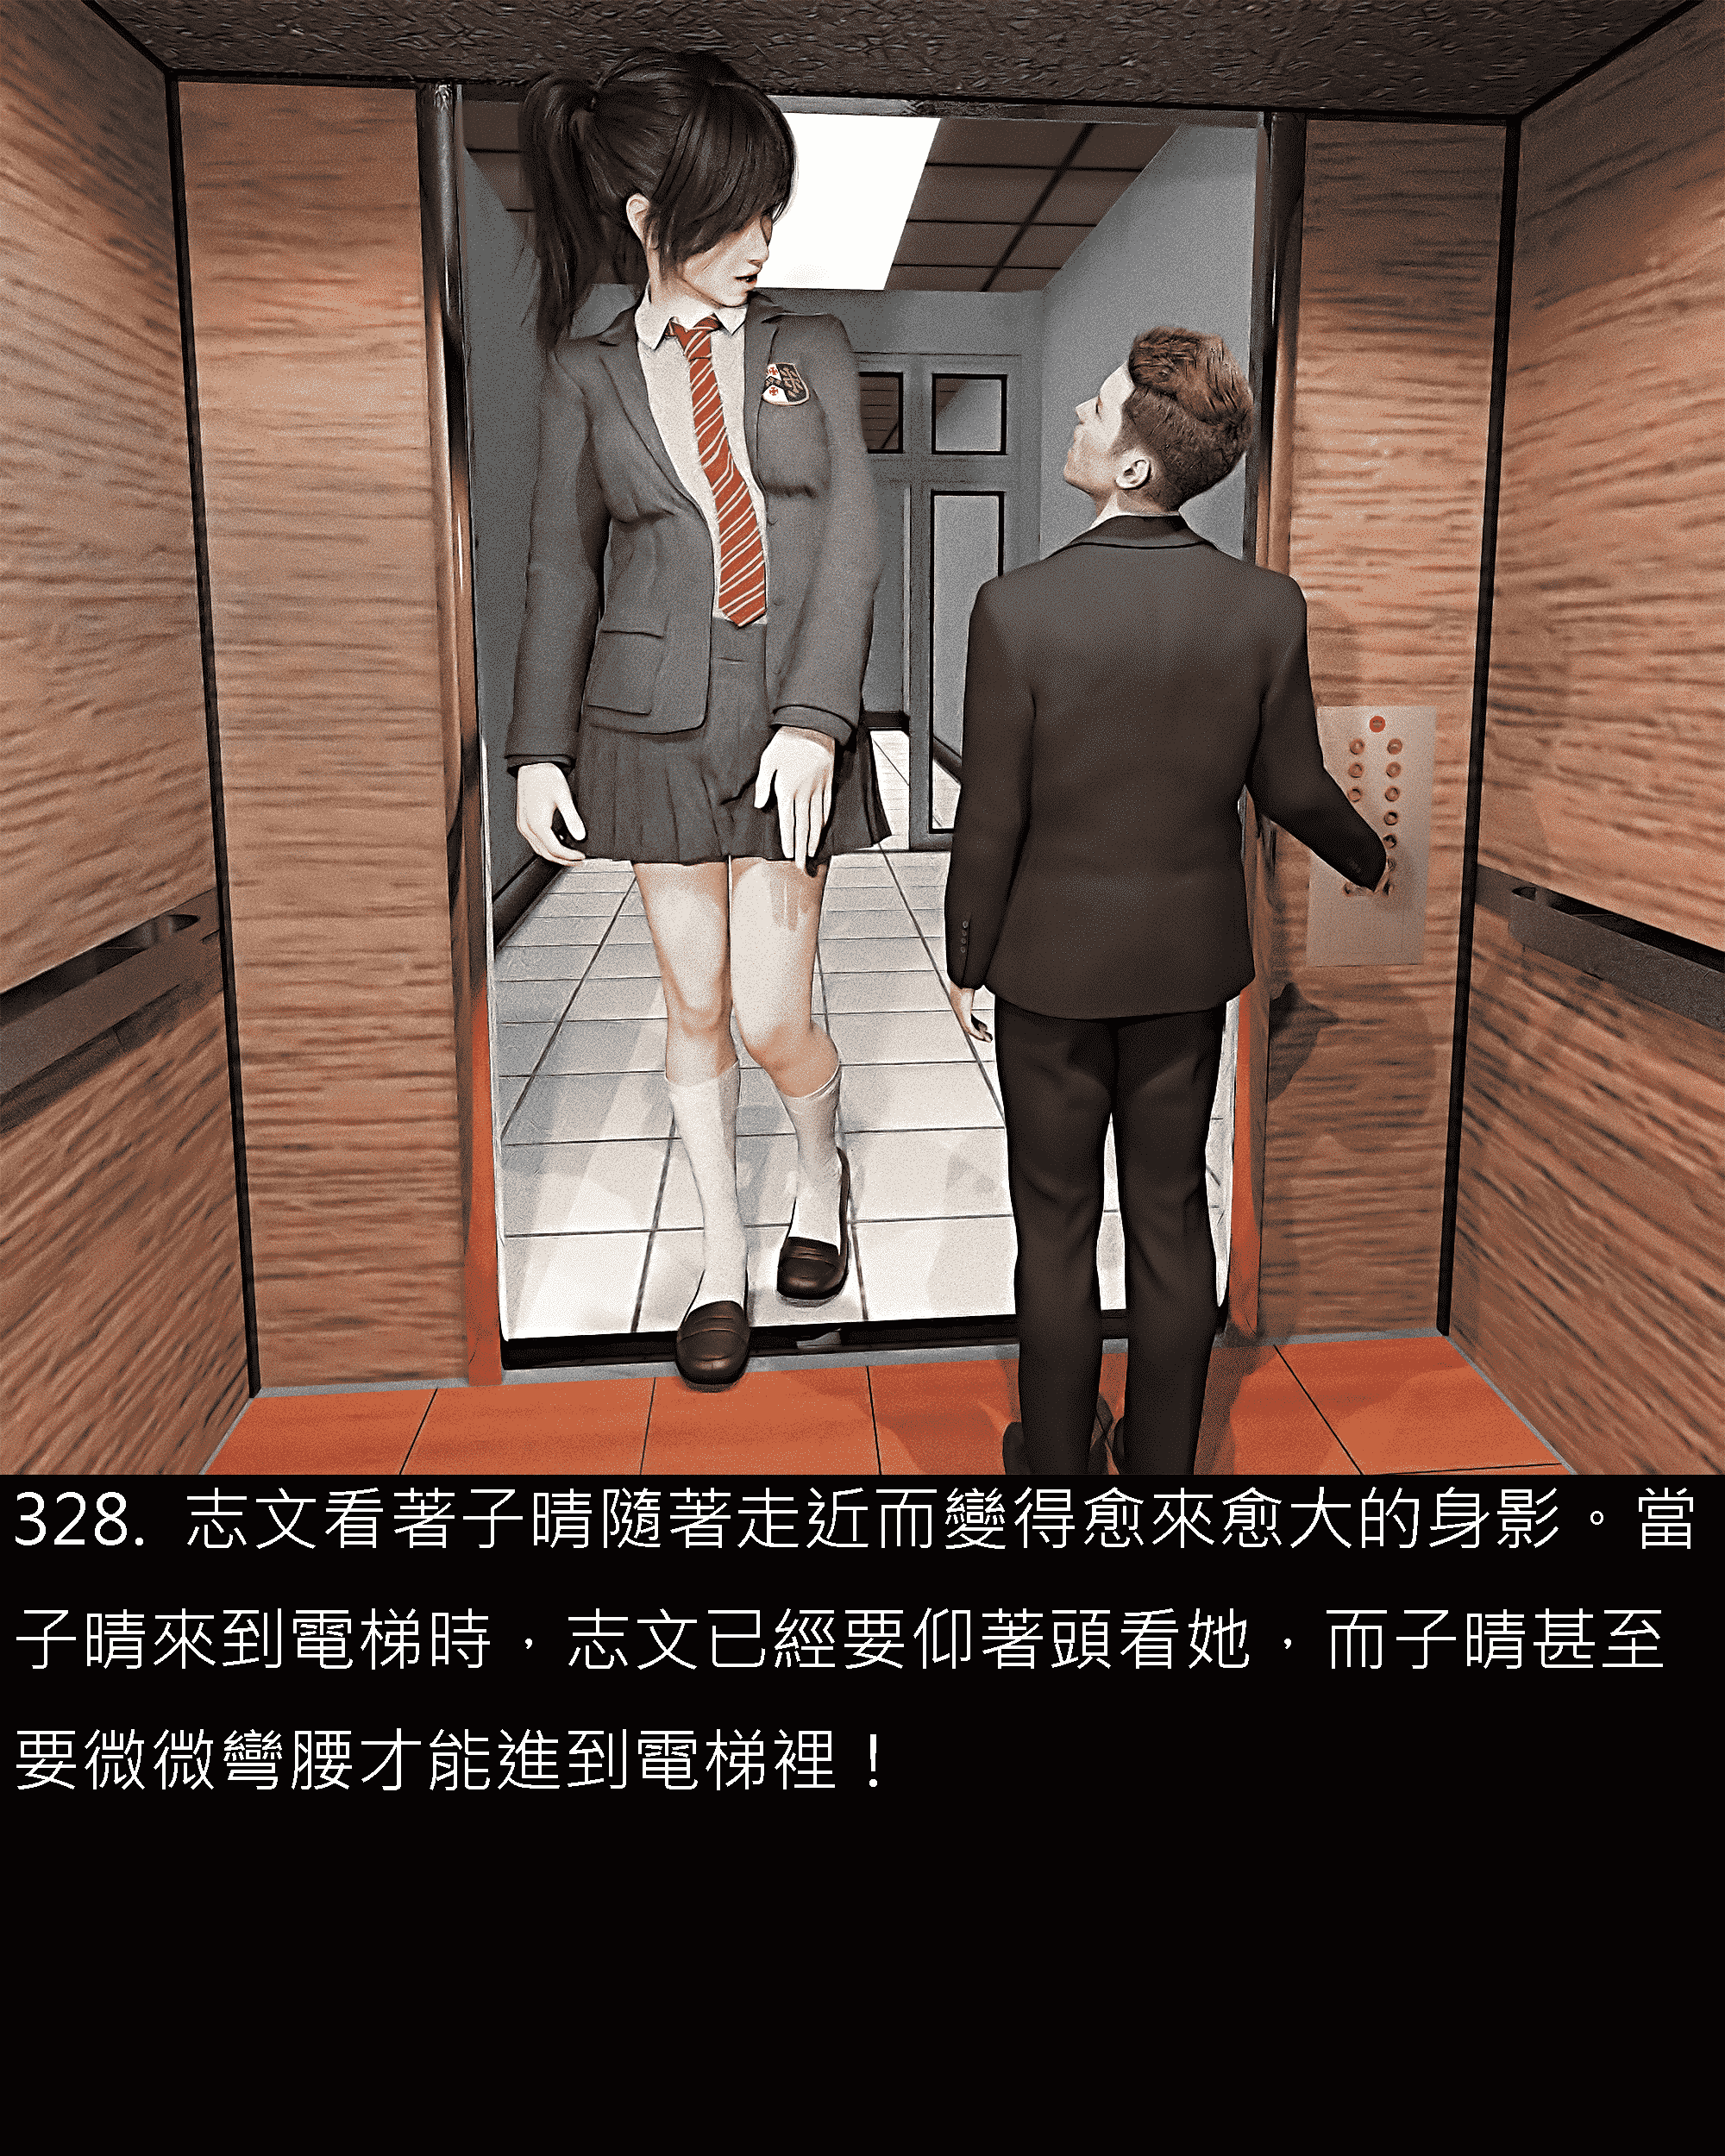 328. 志文看著子晴隨著走近而變得愈來愈大的身影。當
子晴來到電梯時，志文已經要仰著頭看她，而子晴甚至
要微微彎腰才能進到電梯裡！